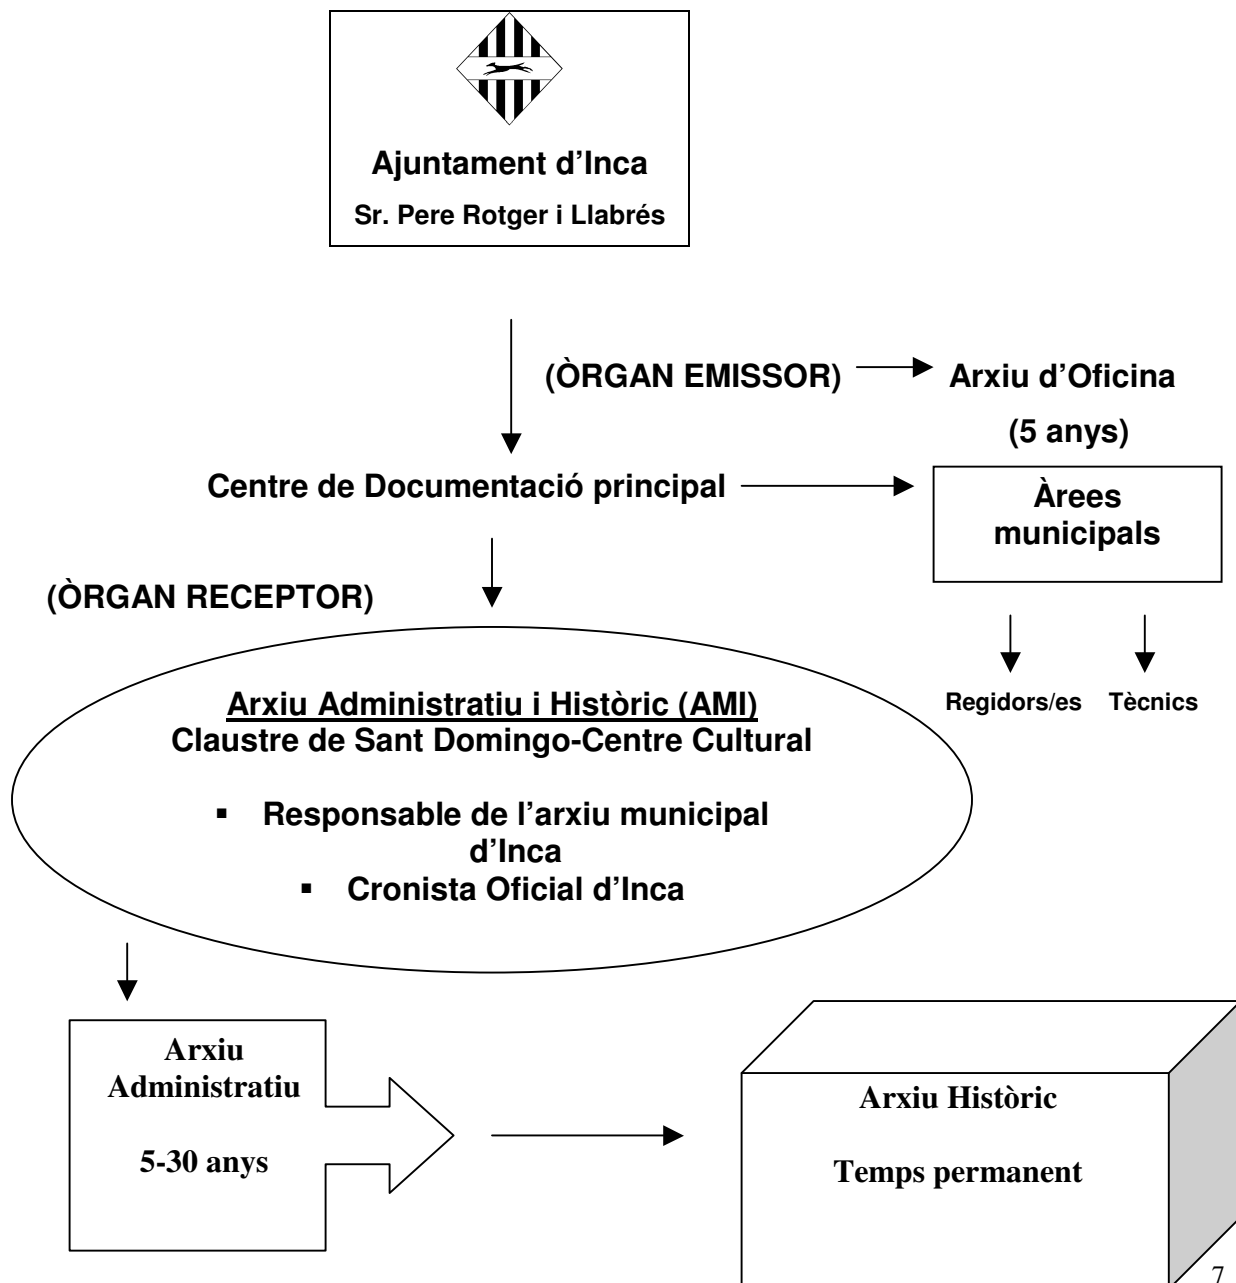 Ajuntament d’Inca
Sr. Pere Rotger i Llabrés
(ÒRGAN EMISSOR)
Arxiu d’Oficina
(5 anys)
Centre de Documentació principal
Àrees
municipals
(ÒRGAN RECEPTOR)
Regidors/es
Tècnics
Arxiu Administratiu i Històric (AMI)
Claustre de Sant Domingo-Centre Cultural
▪ Responsable de l’arxiu municipal
d’Inca
▪ Cronista Oficial d’Inca
Arxiu
Administratiu
5-30 anys
Arxiu Històric
Temps permanent
7